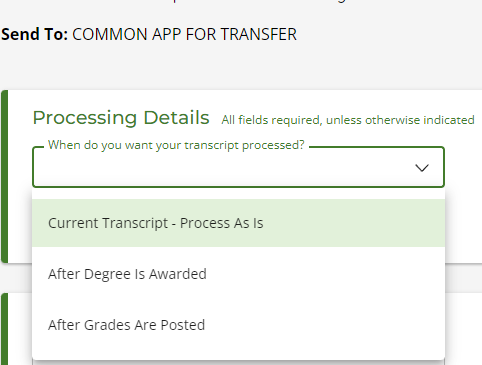 Send To: COMMON APP FOR TRANSFER
Processing Details All fields required, unless otherwise indicated
When do you want your transcript processed?
Current Transcript - Process As Is
After Degree Is Awarded
After Grades Are Posted